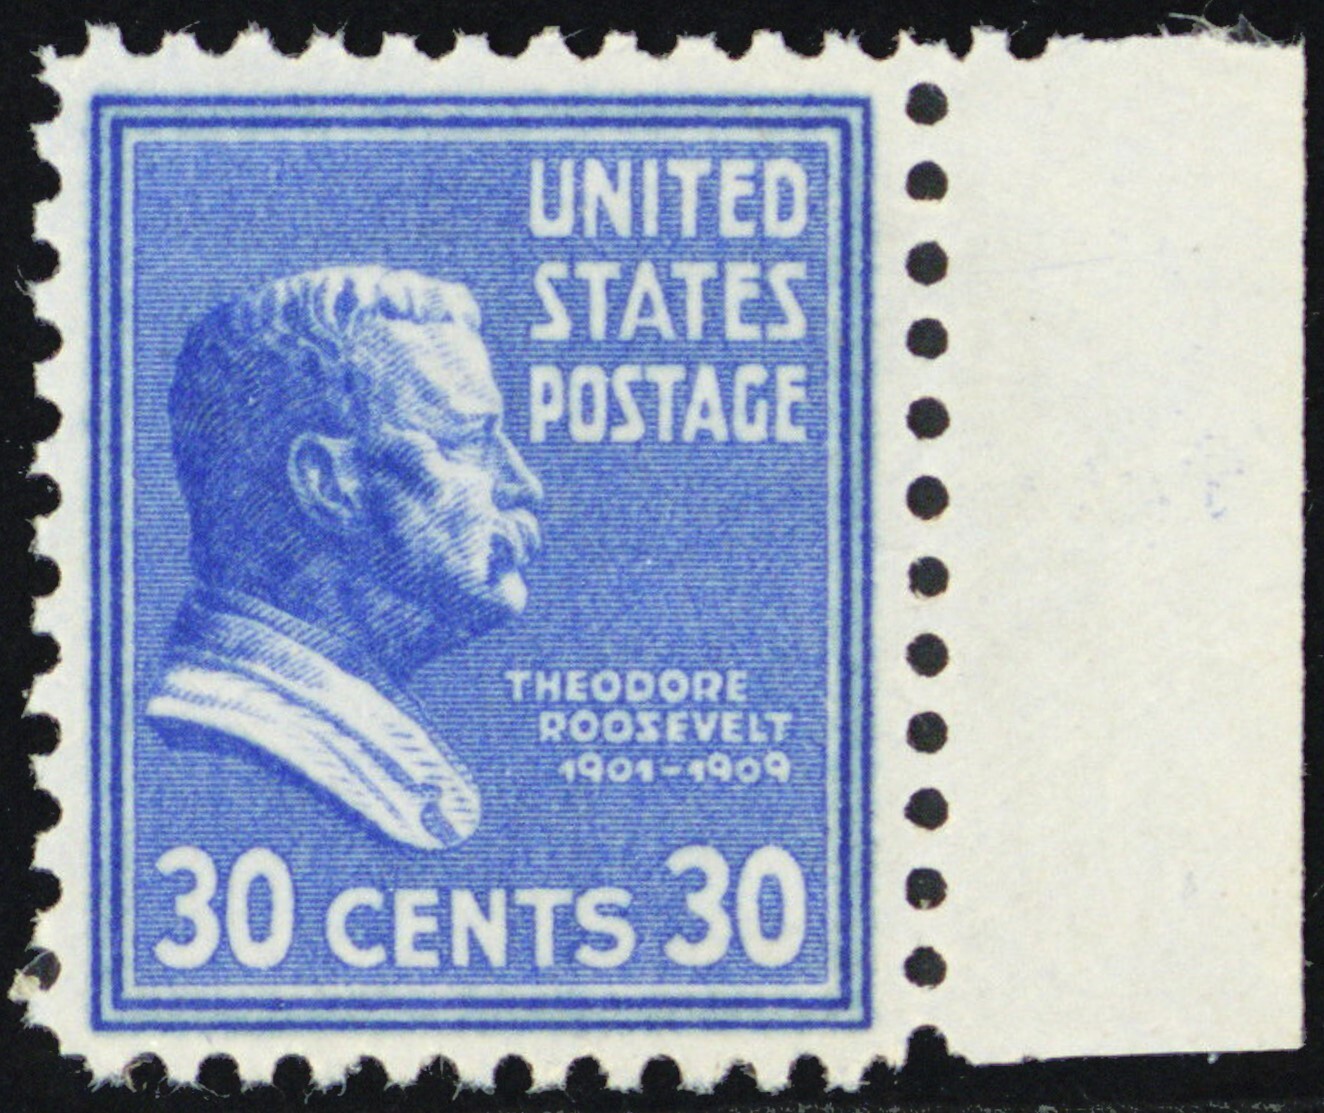 UNITED
STATES
POSTAGE
THEODORE
ROOSEVELT
1901-1909
30 CENTS 30